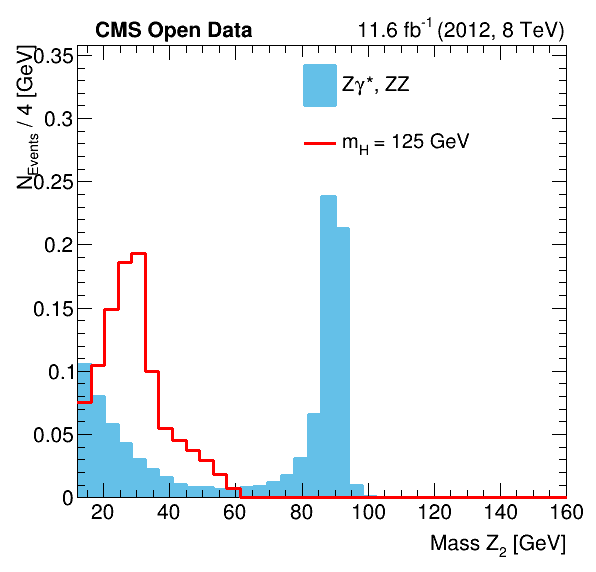 CMS Open Data 11.6 fb⁻¹ (2012, 8 TeV)
N_Events / 4 [GeV]
0.35
0.3
0.25
0.2
0.15
0.1
0.05
0
Zγ*, ZZ
m_H = 125 GeV
20 40 60 80 100 120 140 160
Mass Z₂ [GeV]